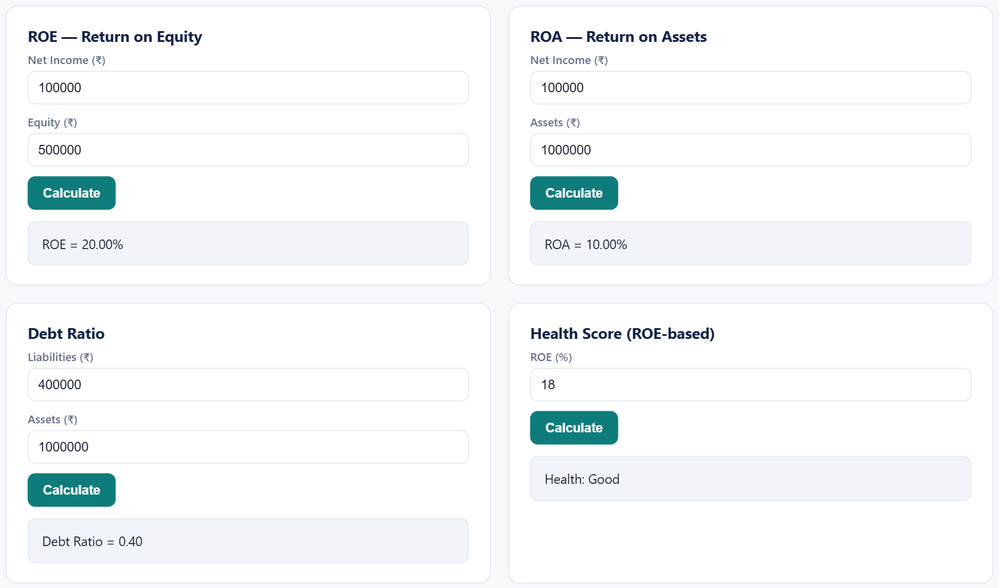 ROE — Return on Equity
Net Income (₹)
100000
Equity (₹)
500000
Calculate
ROE = 20.00%
ROA — Return on Assets
Net Income (₹)
100000
Assets (₹)
1000000
Calculate
ROA = 10.00%
Debt Ratio
Liabilities (₹)
400000
Assets (₹)
1000000
Calculate
Debt Ratio = 0.40
Health Score (ROE-based)
ROE (%)
18
Calculate
Health: Good